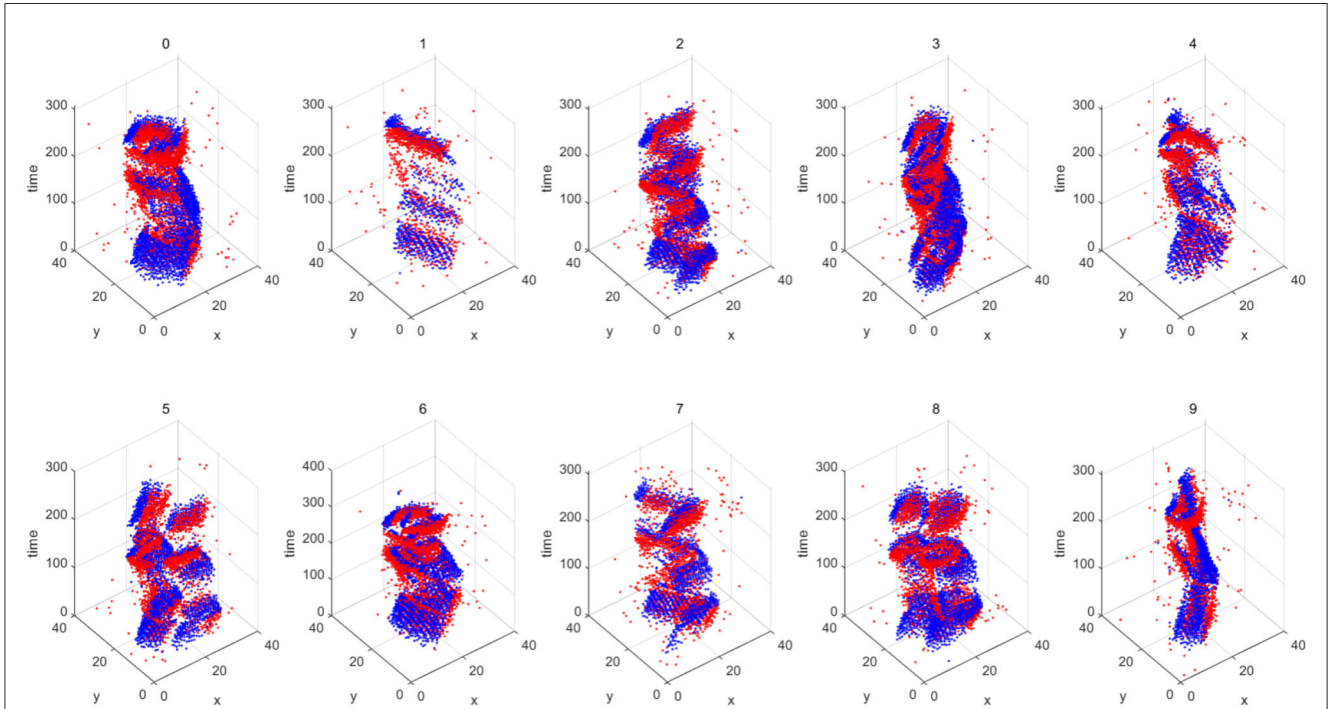 0 1 2 3 4
300 300 300 300 300
200 200 200 200 200
time time time time time
100 100 100 100 100
0 0 0 0 0
40 40 40 40 40 40 40 40 40 40
20 20 20 20 20 20 20 20 20 20
y x y x y x y x y x
0 0 0 0 0 0 0 0 0 0
5 6 7 8 9
300 400 300 300 300
300
200 200 200 200
time time time time time
200
100 100 100 100 100
0 0 0 0 0
40 40 40 40 40 40 40 40 40 40
20 20 20 20 20 20 20 20 20 20
y x y x y x y x y x
0 0 0 0 0 0 0 0 0 0